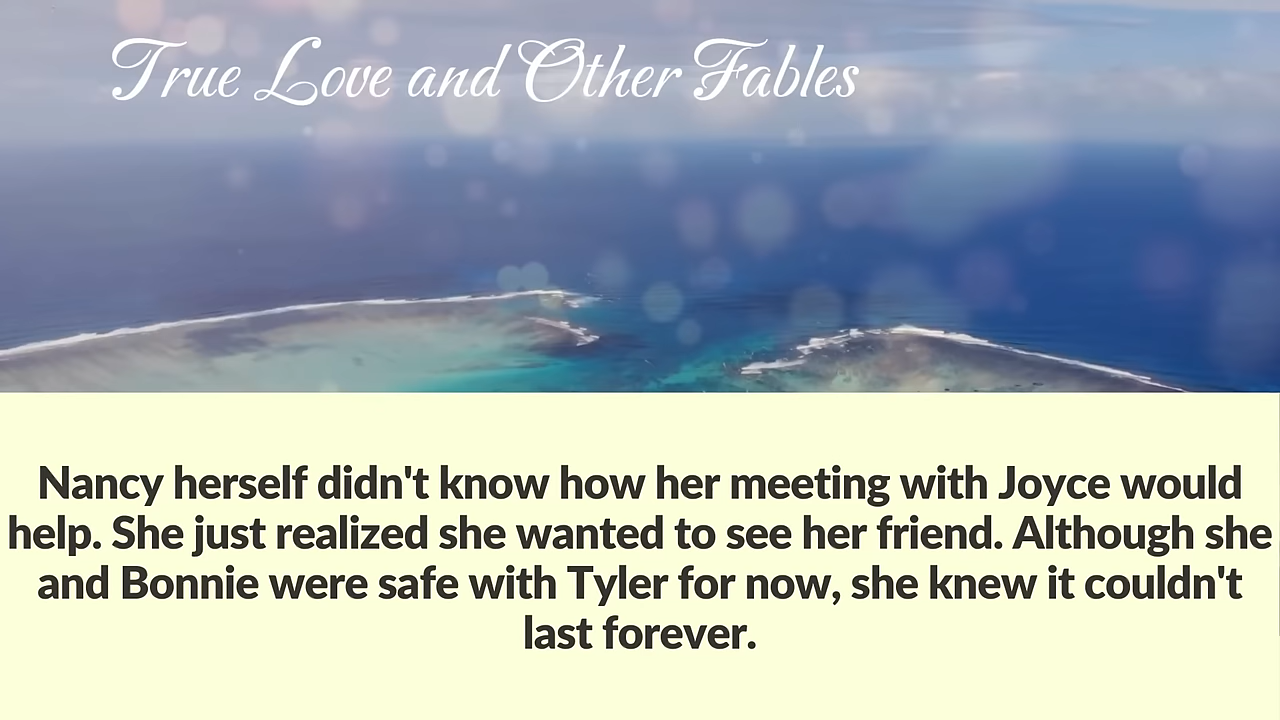 True Love and Other Fables
Nancy herself didn't know how her meeting with Joyce would
help. She just realized she wanted to see her friend. Although she
and Bonnie were safe with Tyler for now, she knew it couldn't
last forever.